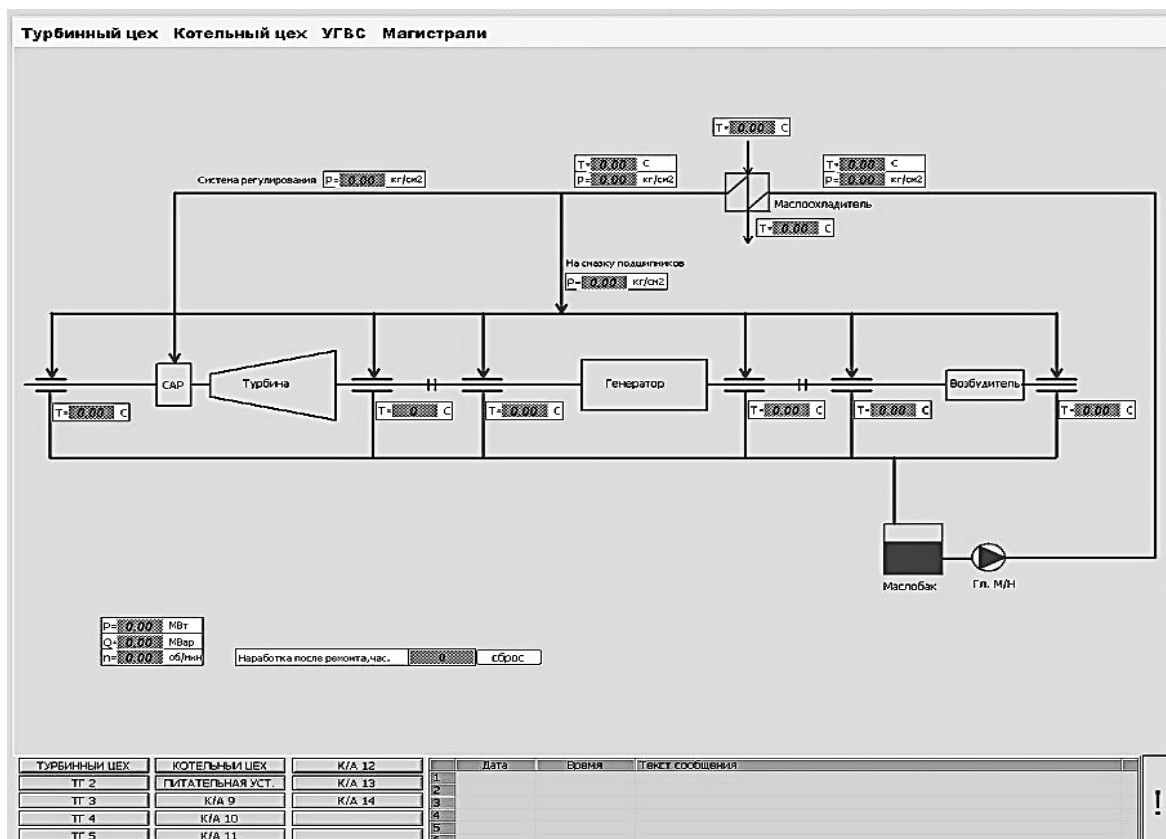 Турбинный цех Котельный цех УГВС Магистрали
T= 0.00 C
Система регулирования P= 0.00 кг/см2
T= 0.00 C
P= 0.00 кг/см2
T= 0.00 C
P= 0.00 кг/см2
Маслоохладитель
T= 0.00 C
На смазку подшипников
P= 0.00 кг/см2
САР
Турбина
Генератор
Возбудитель
T= 0.00 C
T= 0 C
T= 0.00 C
T= 0.00 C
T= 0.00 C
T= 0.00 C
Маслобак
Гл. М/Н
P= 0.00 МВт
Q= 0.00 МВар
n= 0.00 об/мин
Наработка после ремонта,час. 0 сброс
ТУРБИННЫЙ ЦЕХ КОТЕЛЬНЫЙ ЦЕХ К/А 12
ТГ 2 ПИТАТЕЛЬНАЯ УСТ. К/А 13
ТГ 3 К/А 9 К/А 14
ТГ 4 К/А 10
ТГ 5 К/А 11
Дата Время Текст сообщения
1
2
3
4
5
!